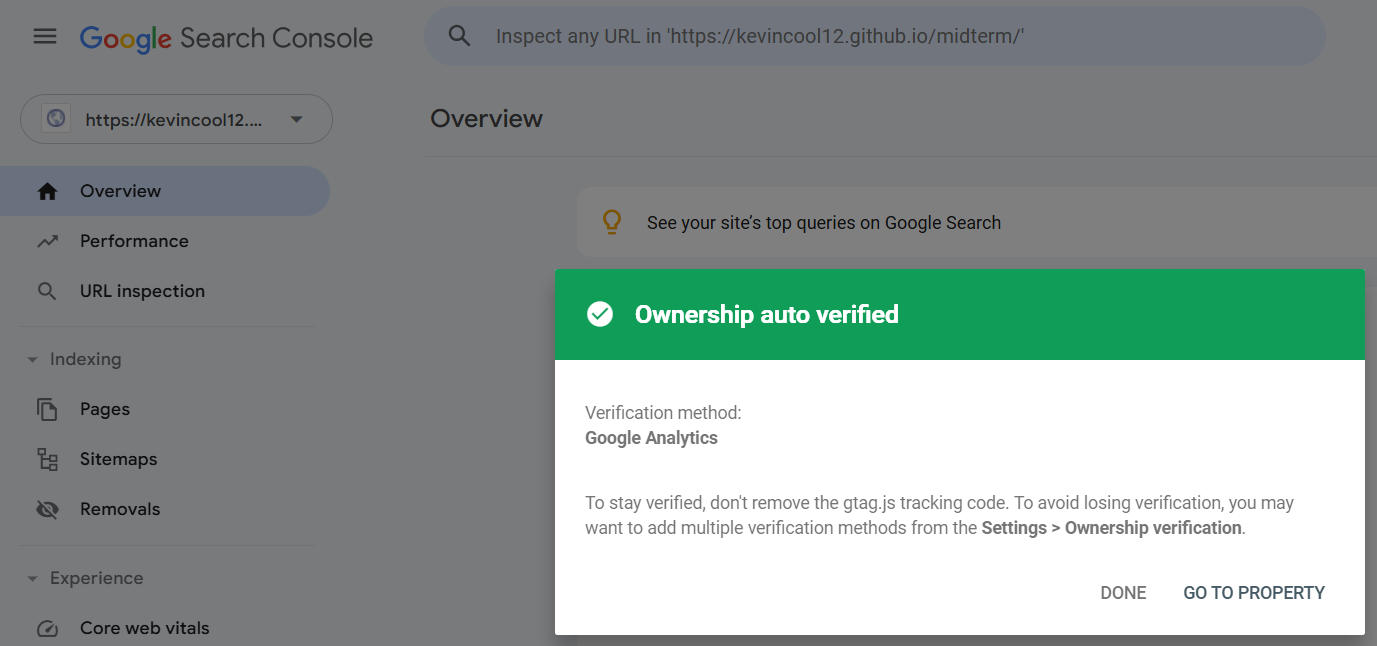 Google Search Console
Inspect any URL in 'https://kevincool12.github.io/midterm/'
https://kevincool12....
Overview
Overview
Performance
URL inspection
Indexing
Pages
Sitemaps
Removals
Experience
Core web vitals
See your site’s top queries on Google Search
Ownership auto verified
Verification method:
Google Analytics
To stay verified, don't remove the gtag.js tracking code. To avoid losing verification, you may
want to add multiple verification methods from the Settings > Ownership verification.
DONE GO TO PROPERTY